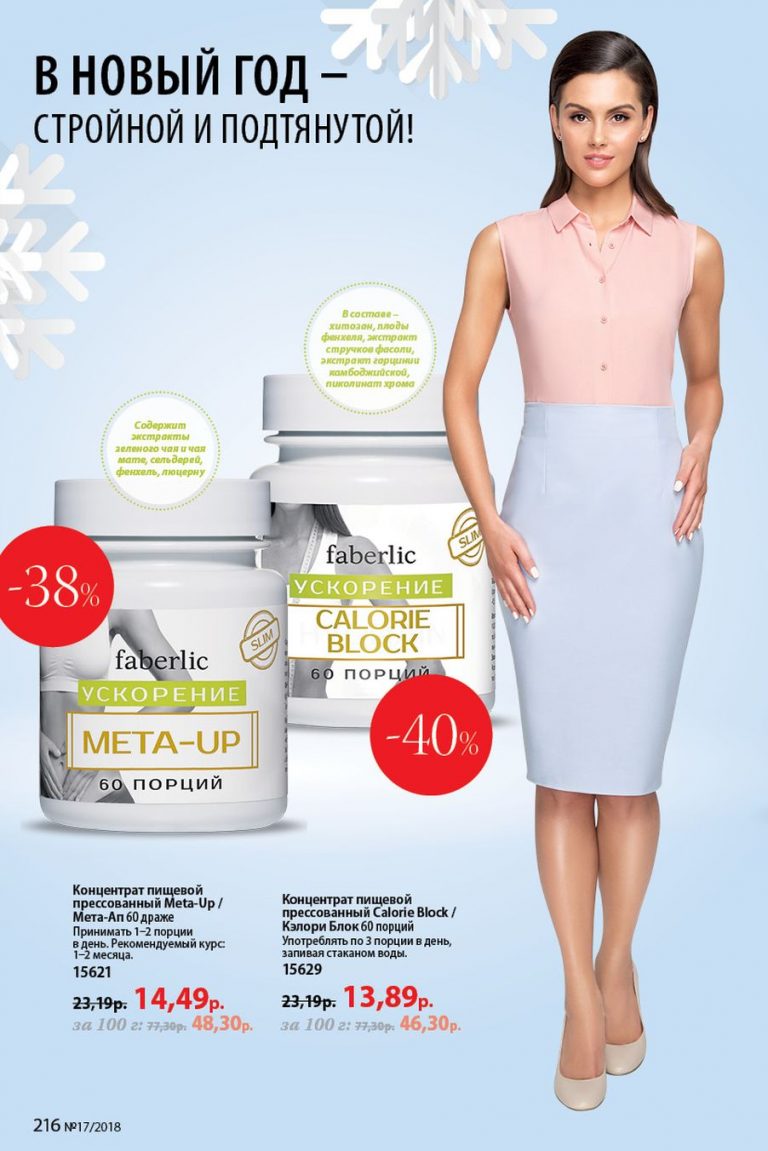 В НОВЫЙ ГОД –
СТРОЙНОЙ И ПОДТЯНУТОЙ!
В составе –
хитозан, плоды
фенхеля, экстракт
стручков фасоли,
экстракт гарцинии
камбоджийской,
пиколинат хрома
Содержит
экстракты
зеленого чая и чая
мате, сельдерей,
фенхель, люцерну
-38%
faberlic
УСКОРЕНИЕ
SLIM
CALORIE
BLOCK
60 ПОРЦИЙ
-40%
faberlic
SLIM
УСКОРЕНИЕ
META-UP
60 ПОРЦИЙ
Концентрат пищевой
прессованный Meta-Up /
Мета-Ап 60 драже
Принимать 1–2 порции
в день. Рекомендуемый курс:
1–2 месяца.
15621
23,19р. 14,49р.
за 100 г: 77,30р. 48,30р.
Концентрат пищевой
прессованный Calorie Block /
Кэлори Блок 60 порций
Употреблять по 3 порции в день,
запивая стаканом воды.
15629
23,19р. 13,89р.
за 100 г: 77,30р. 46,30р.
216 №17/2018